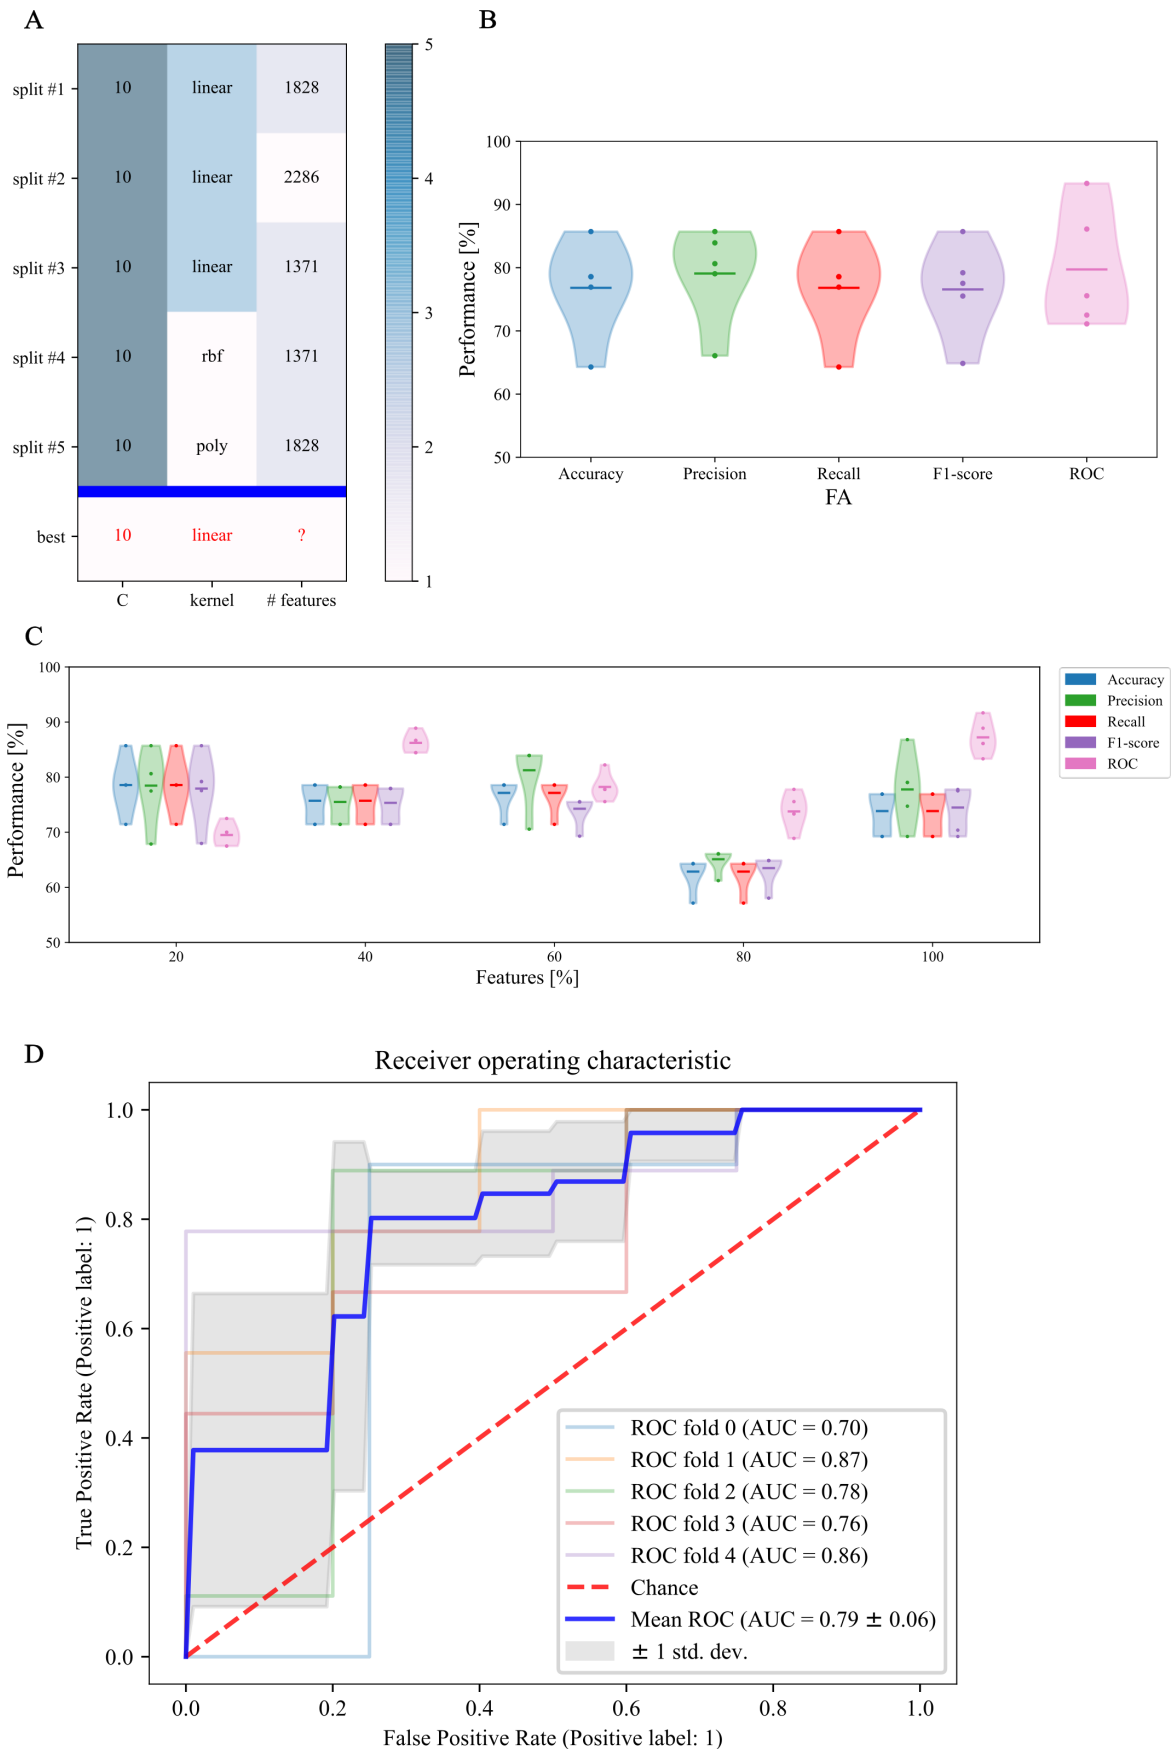 A
split #1 10 linear 1828
split #2 10 linear 2286
split #3 10 linear 1371
split #4 10 rbf 1371
split #5 10 poly 1828
best 10 linear ?
C kernel # features
5
4
3
2
1
B
Performance [%]
100
90
80
70
60
50
Accuracy Precision Recall F1-score ROC
FA
C
Performance [%]
100
90
80
70
60
50
20 40 60 80 100
Features [%]
Accuracy
Precision
Recall
F1-score
ROC
D
Receiver operating characteristic
True Positive Rate (Positive label: 1)
1.0
0.8
0.6
0.4
0.2
0.0
ROC fold 0 (AUC = 0.70)
ROC fold 1 (AUC = 0.87)
ROC fold 2 (AUC = 0.78)
ROC fold 3 (AUC = 0.76)
ROC fold 4 (AUC = 0.86)
Chance
Mean ROC (AUC = 0.79 ± 0.06)
± 1 std. dev.
0.0 0.2 0.4 0.6 0.8 1.0
False Positive Rate (Positive label: 1)